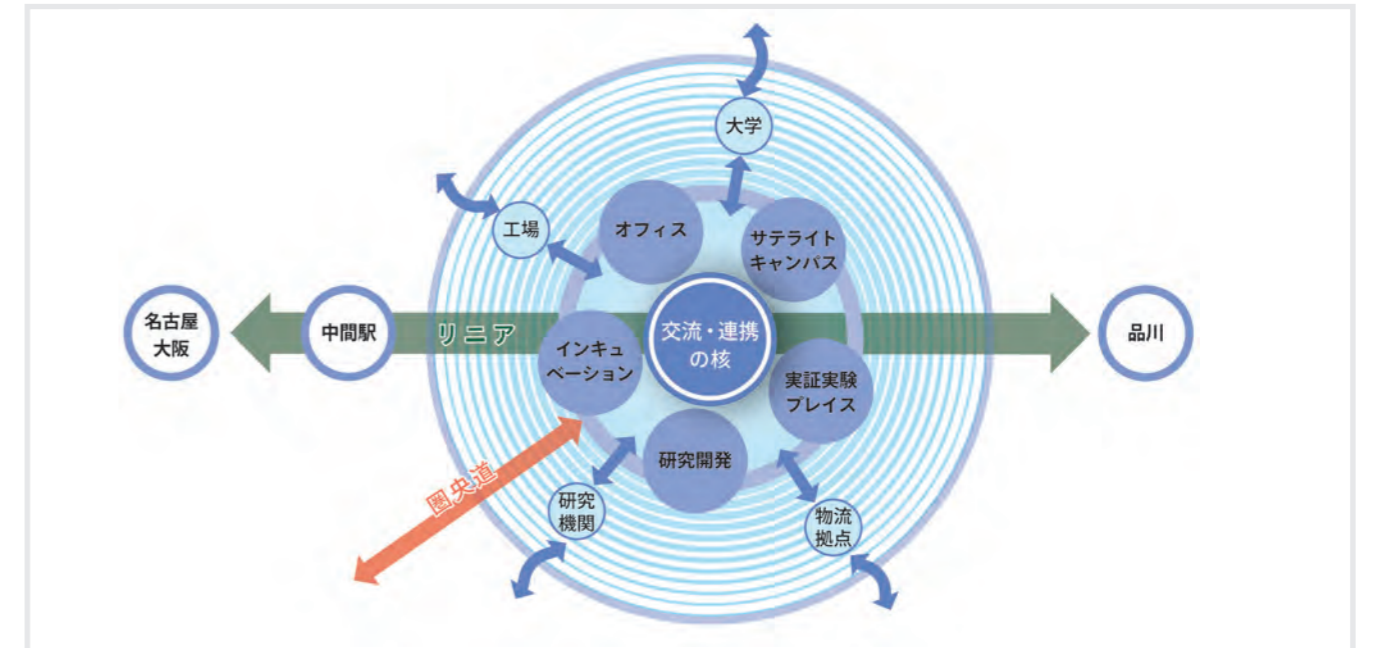 大学
工場
オフィス
サテライト
キャンパス
名古屋
大阪
中間駅
リニア
交流・連携
の核
品川
インキュ
ベーション
実証実験
プレイス
研究開発
圏央道
研究
機関
物流
拠点